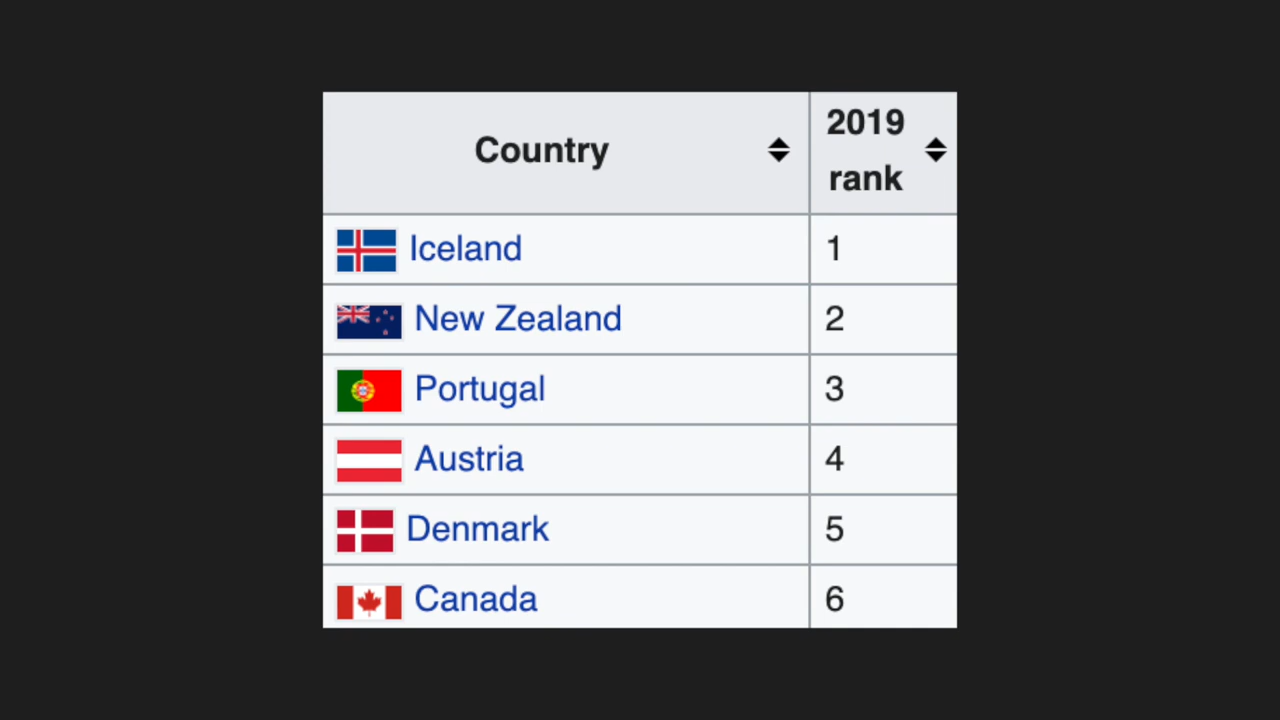 Country 2019
rank
Iceland 1
New Zealand 2
Portugal 3
Austria 4
Denmark 5
Canada 6